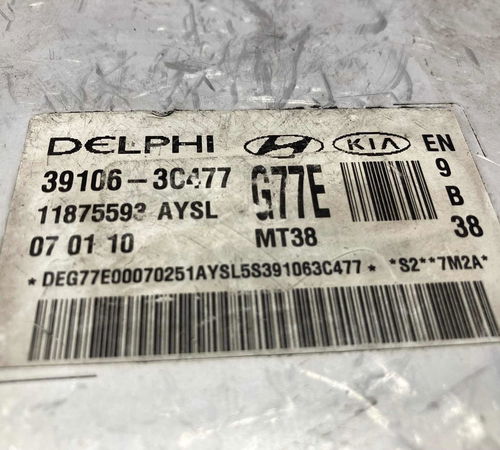 DELPHI KIA EN
39106-3C477 G77E 9
11875593 AYSL B
07 01 10 MT38 38
*DEG77E00070251AYSL5S391063C477* *S2**7M2A*